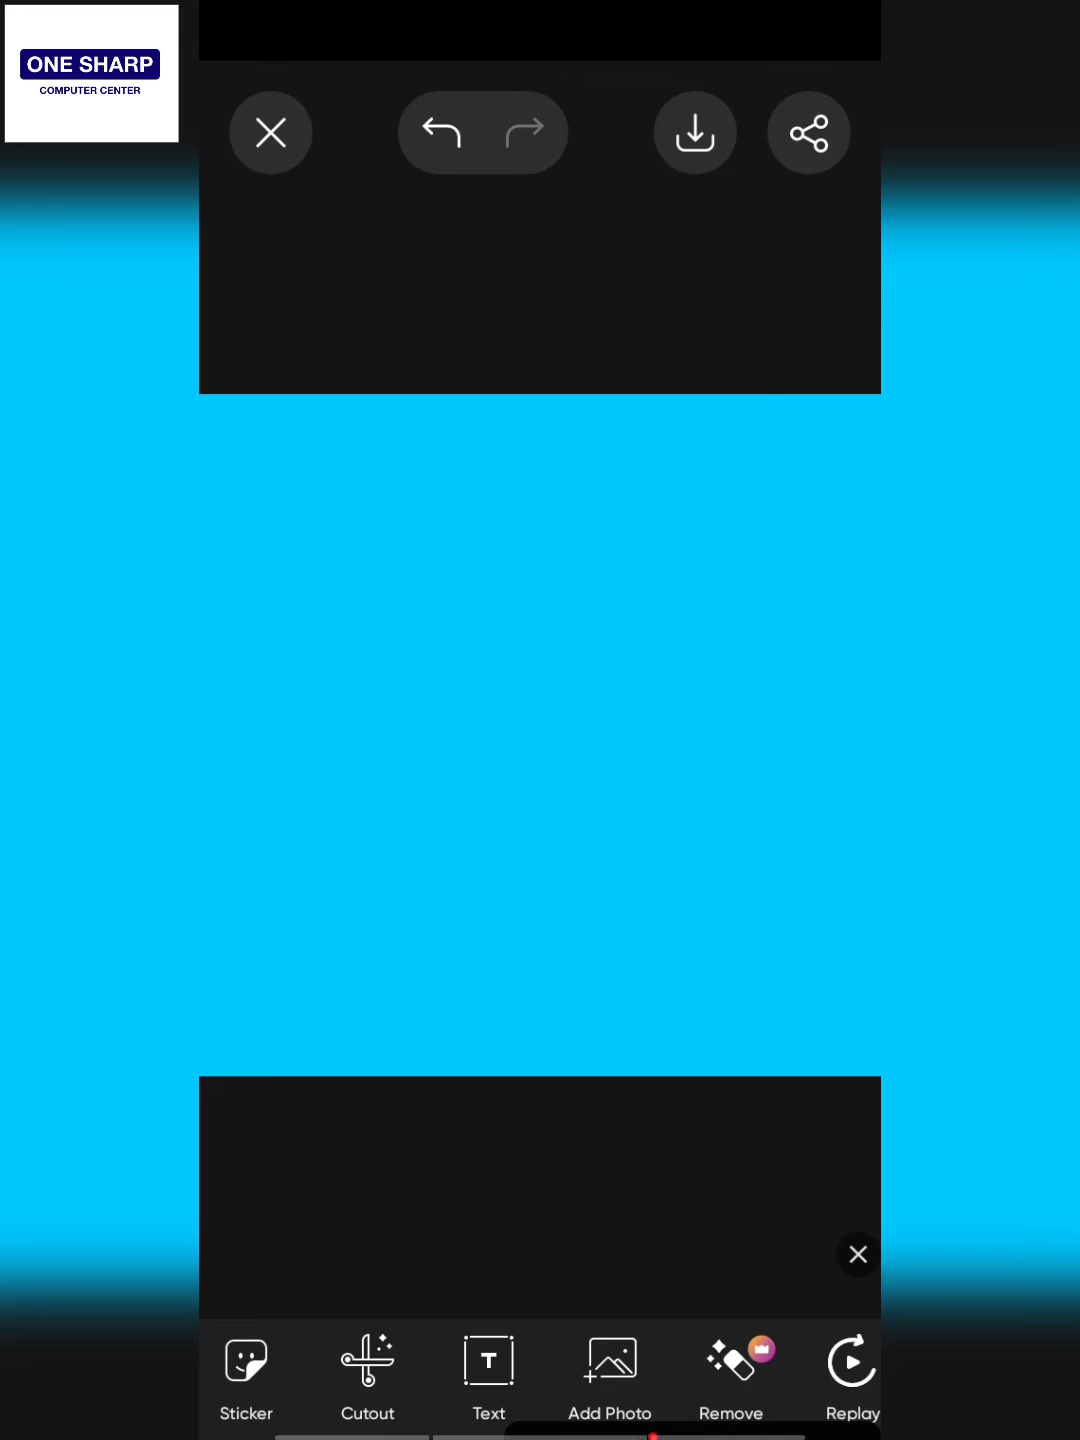 ONE SHARP
COMPUTER CENTER
T
Sticker
Cutout
Text
Add Photo
Remove
Replay